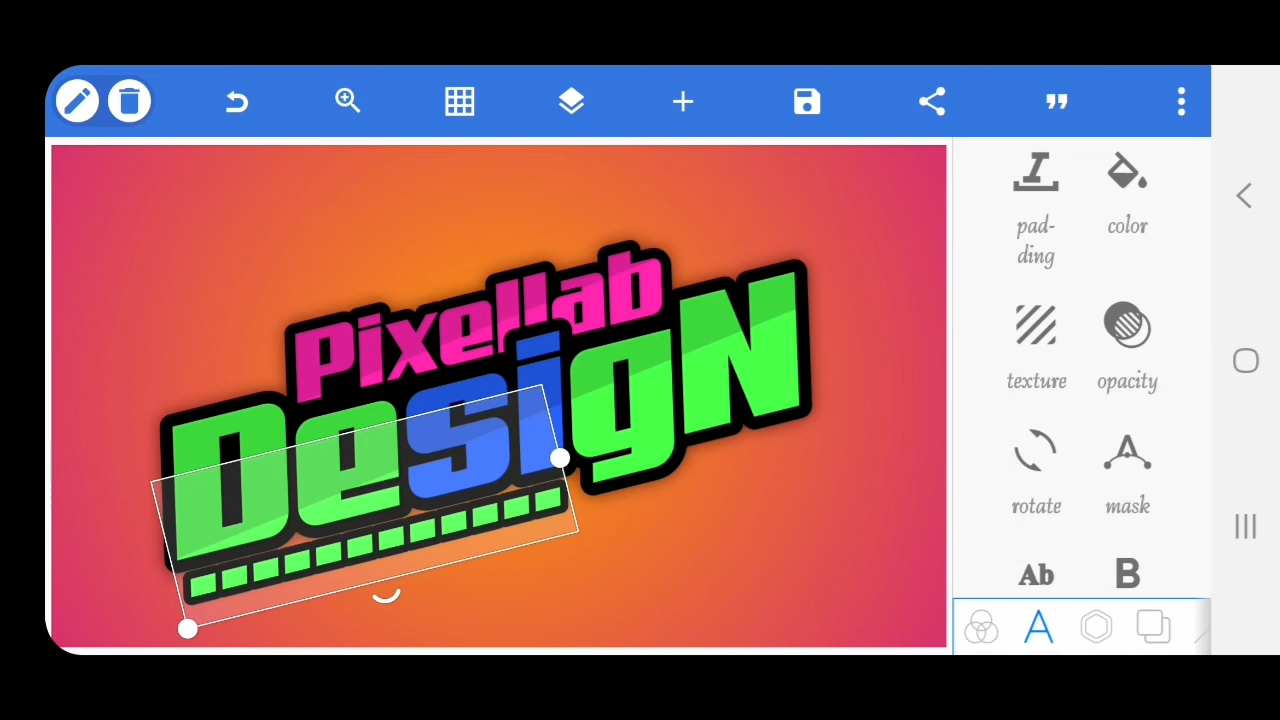 Pixellab
DesigN
pad-
ding
color
texture
opacity
rotate
mask
Ab
B
A